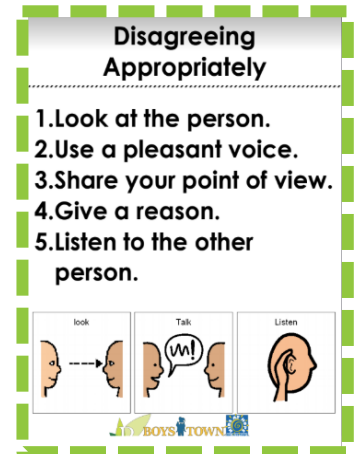 Disagreeing
Appropriately
1.Look at the person.
2.Use a pleasant voice.
3.Share your point of view.
4.Give a reason.
5.Listen to the other
person.
look
Talk
Listen
m!
BOYS TOWN